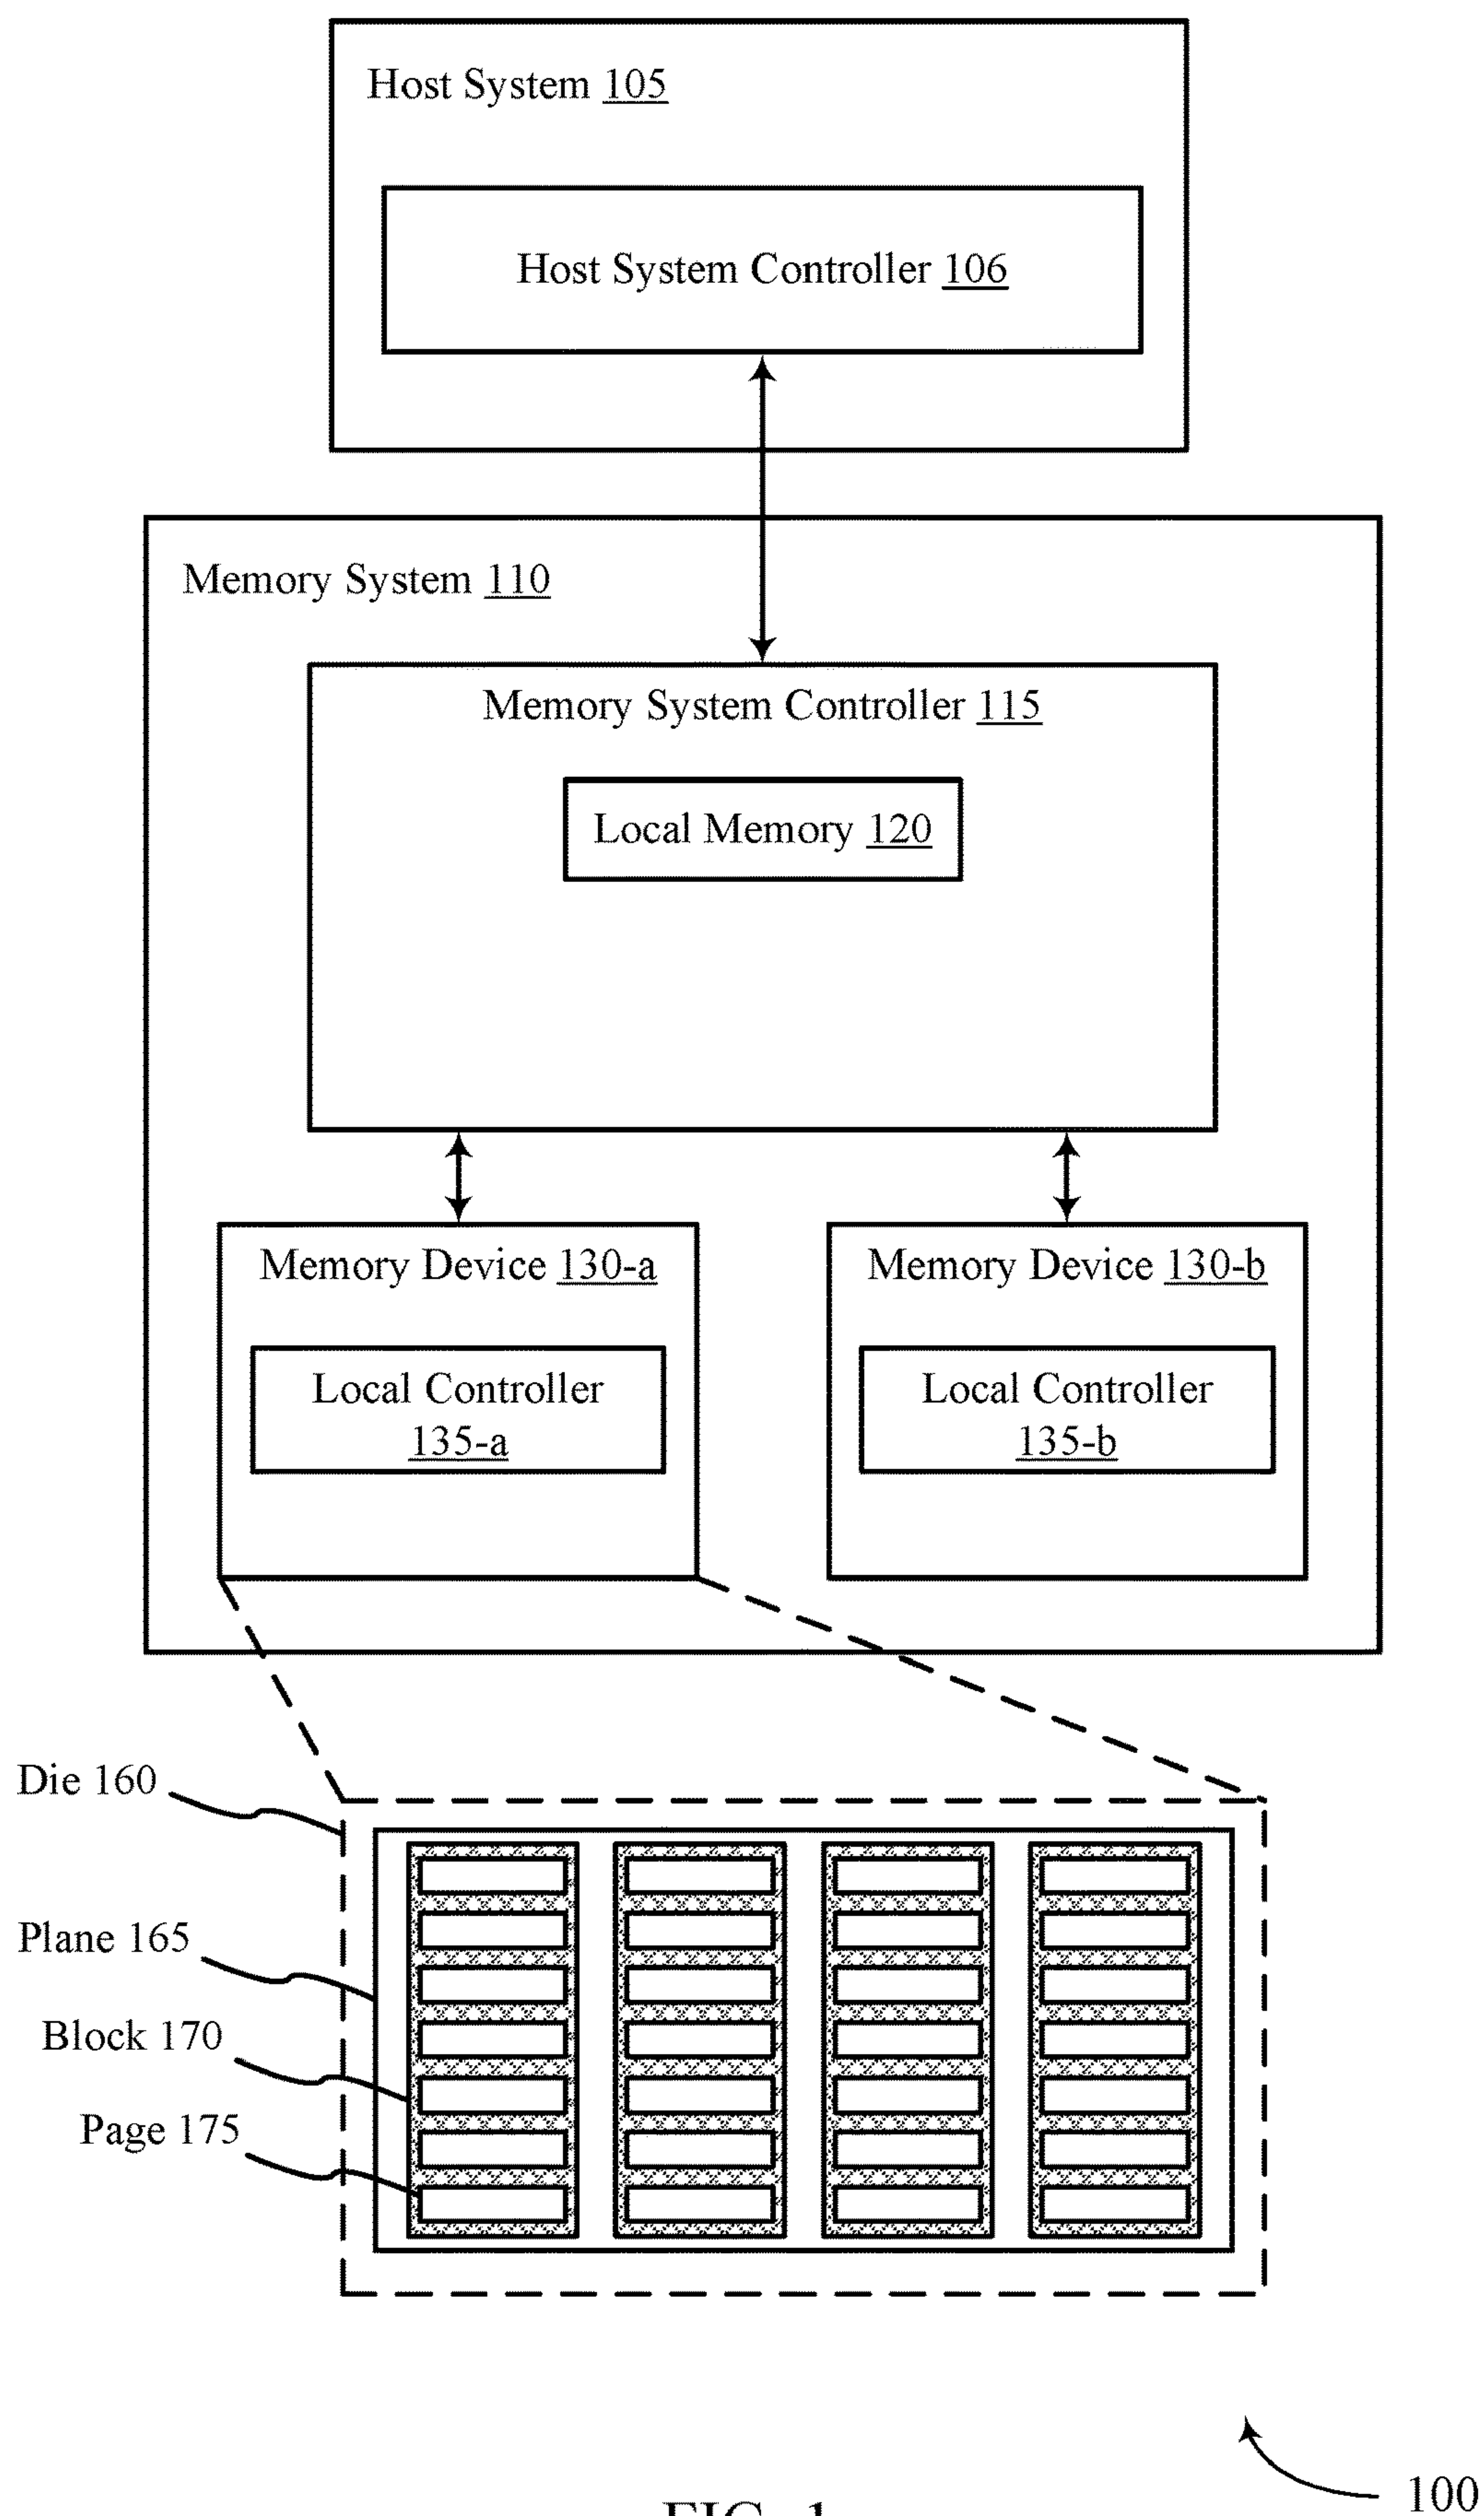 Host System 105
Host System Controller 106
Memory System 110
Memory System Controller 115
Local Memory 120
Memory Device 130-a
Local Controller
135-a
Memory Device 130-b
Local Controller
135-b
Die 160
Plane 165
Block 170
Page 175
100
FIG. 1